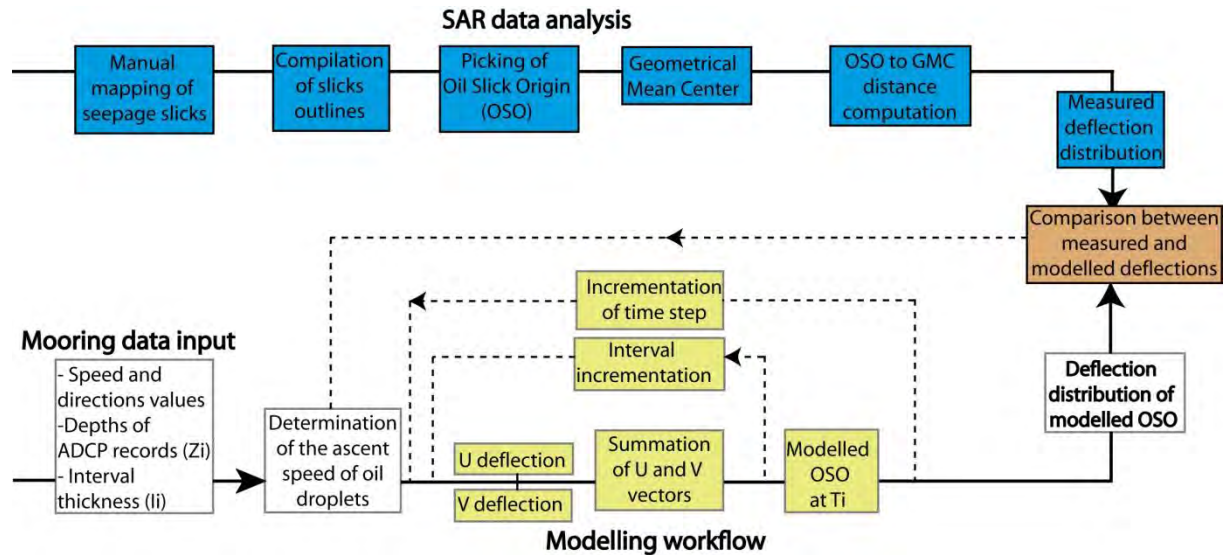 SAR data analysis
Manual
mapping of
seepage slicks
Compilation
of slicks
outlines
Picking of
Oil Slick Origin
(OSO)
Geometrical
Mean Center
OSO to GMC
distance
computation
Measured
deflection
distribution
Comparison between
measured and
modelled deflections
Incrementation
of time step
Interval
incrementation
Mooring data input
- Speed and
directions values
-Depths of
ADCP records (Zi)
- Interval
thickness (Ii)
Determination
of the ascent
speed of oil
droplets
U deflection
V deflection
Summation
of U and V
vectors
Modelled
OSO
at Ti
Deflection
distribution of
modelled OSO
Modelling workflow